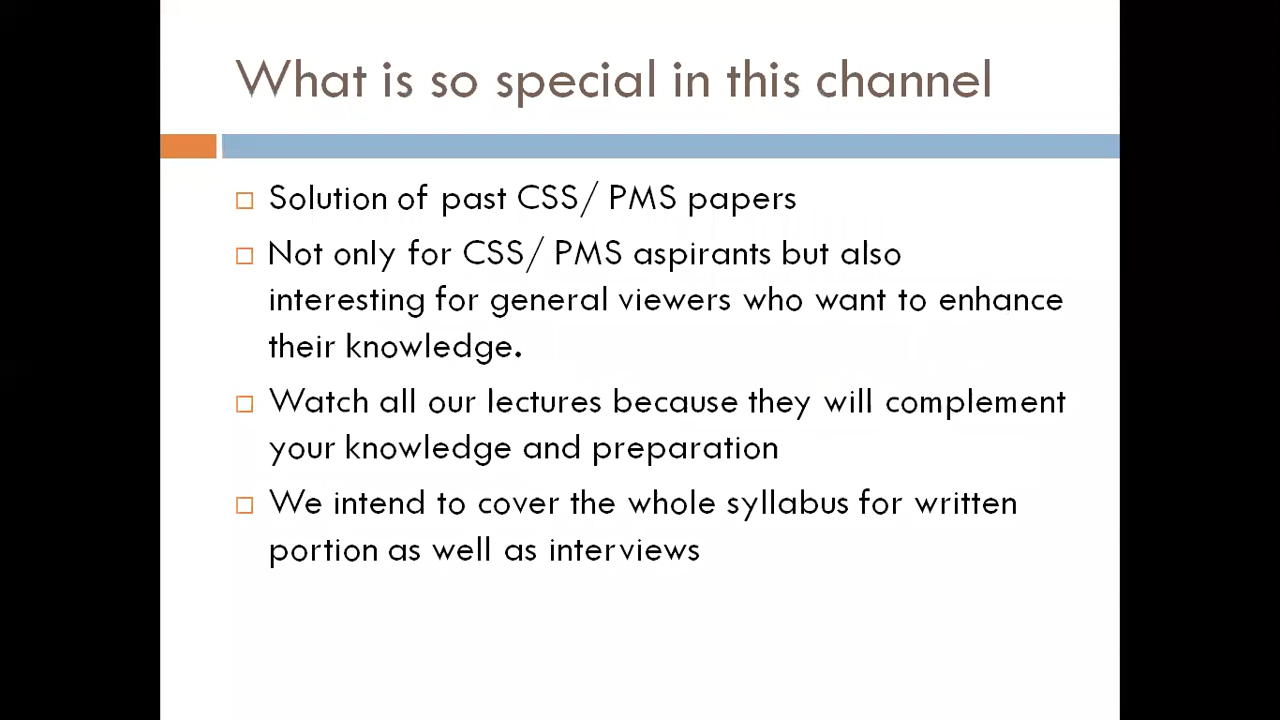 What is so special in this channel
Solution of past CSS/ PMS papers
Not only for CSS/ PMS aspirants but also
interesting for general viewers who want to enhance
their knowledge.
Watch all our lectures because they will complement
your knowledge and preparation
We intend to cover the whole syllabus for written
portion as well as interviews